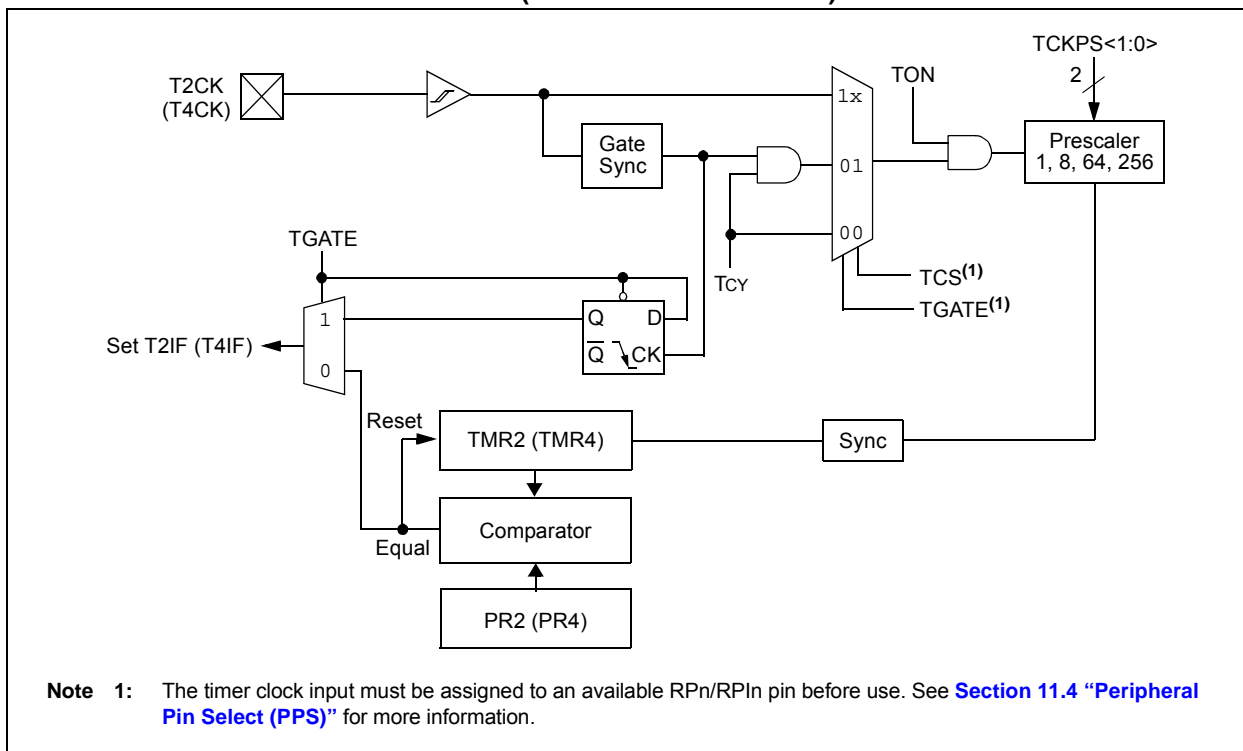 TCKPS<1:0>
2
T2CK
(T4CK)
TON
1x
Gate
Sync
01
Prescaler
1, 8, 64, 256
00
TGATE
TCY
TCS(1)
TGATE(1)
1
Q
D
Set T2IF (T4IF)
Q
CK
0
Reset
TMR2 (TMR4)
Sync
Comparator
Equal
PR2 (PR4)
Note 1: The timer clock input must be assigned to an available RPn/RPIn pin before use. See Section 11.4 “Peripheral
Pin Select (PPS)” for more information.